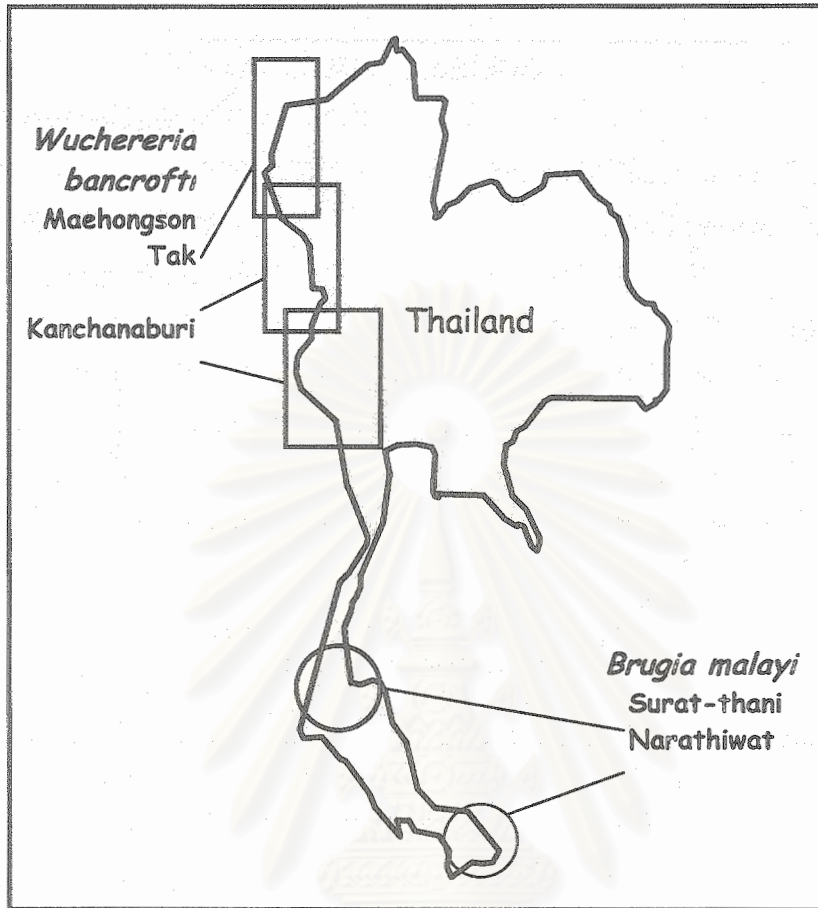 Wuchereria
bancrofti
Maehongson
Tak
Kanchanaburi
Thailand
Brugia malayi
Surat-thani
Narathiwat